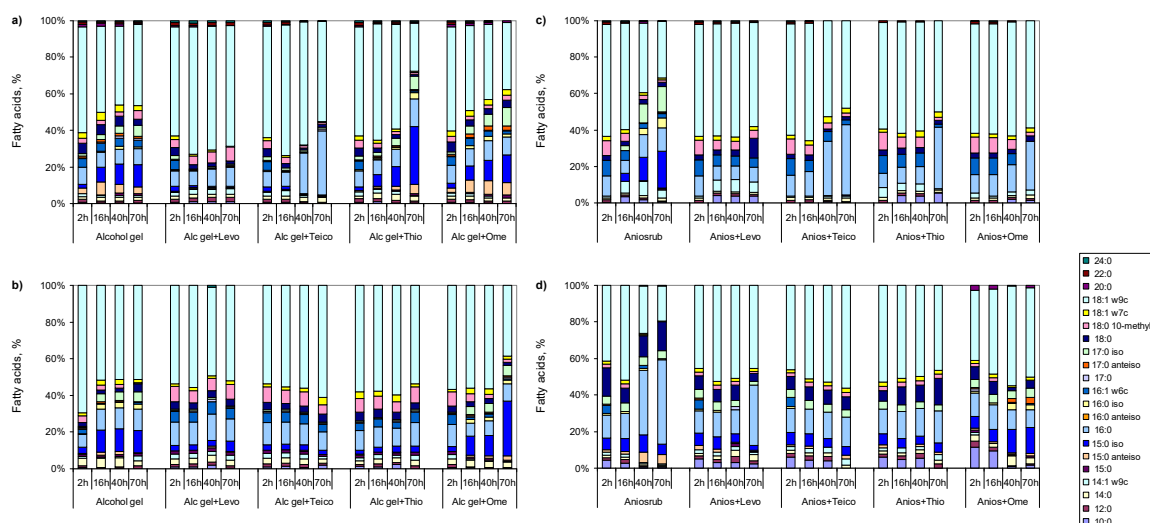 a)
Fatty acids, %
100%
80%
60%
40%
20%
0%
2h 16h 40h 70h 2h 16h 40h 70h 2h 16h 40h 70h 2h 16h 40h 70h 2h 16h 40h 70h
Alcohol gel Alc gel+Levo Alc gel+Teico Alc gel+Thio Alc gel+Ome
c)
Fatty acids, %
100%
80%
60%
40%
20%
0%
2h 16h 40h 70h 2h 16h 40h 70h 2h 16h 40h 70h 2h 16h 40h 70h 2h 16h 40h 70h
Aniosrub Anios+Levo Anios+Teico Anios+Thio Anios+Ome
b)
Fatty acids, %
100%
80%
60%
40%
20%
0%
2h 16h 40h 70h 2h 16h 40h 70h 2h 16h 40h 70h 2h 16h 40h 70h 2h 16h 40h 70h
Alcohol gel Alc gel+Levo Alc gel+Teico Alc gel+Thio Alc gel+Ome
d)
Fatty acids, %
100%
80%
60%
40%
20%
0%
2h 16h 40h 70h 2h 16h 40h 70h 2h 16h 40h 70h 2h 16h 40h 70h 2h 16h 40h 70h
Aniosrub Anios+Levo Anios+Teico Anios+Thio Anios+Ome
24:0
22:0
20:0
18:1 w9c
18:1 w7c
18:0 10-methyl
18:0
17:0 iso
17:0 anteiso
17:0
16:1 w6c
16:0 iso
16:0 anteiso
16:0
15:0 iso
15:0 anteiso
15:0
14:1 w9c
14:0
12:0
10:0